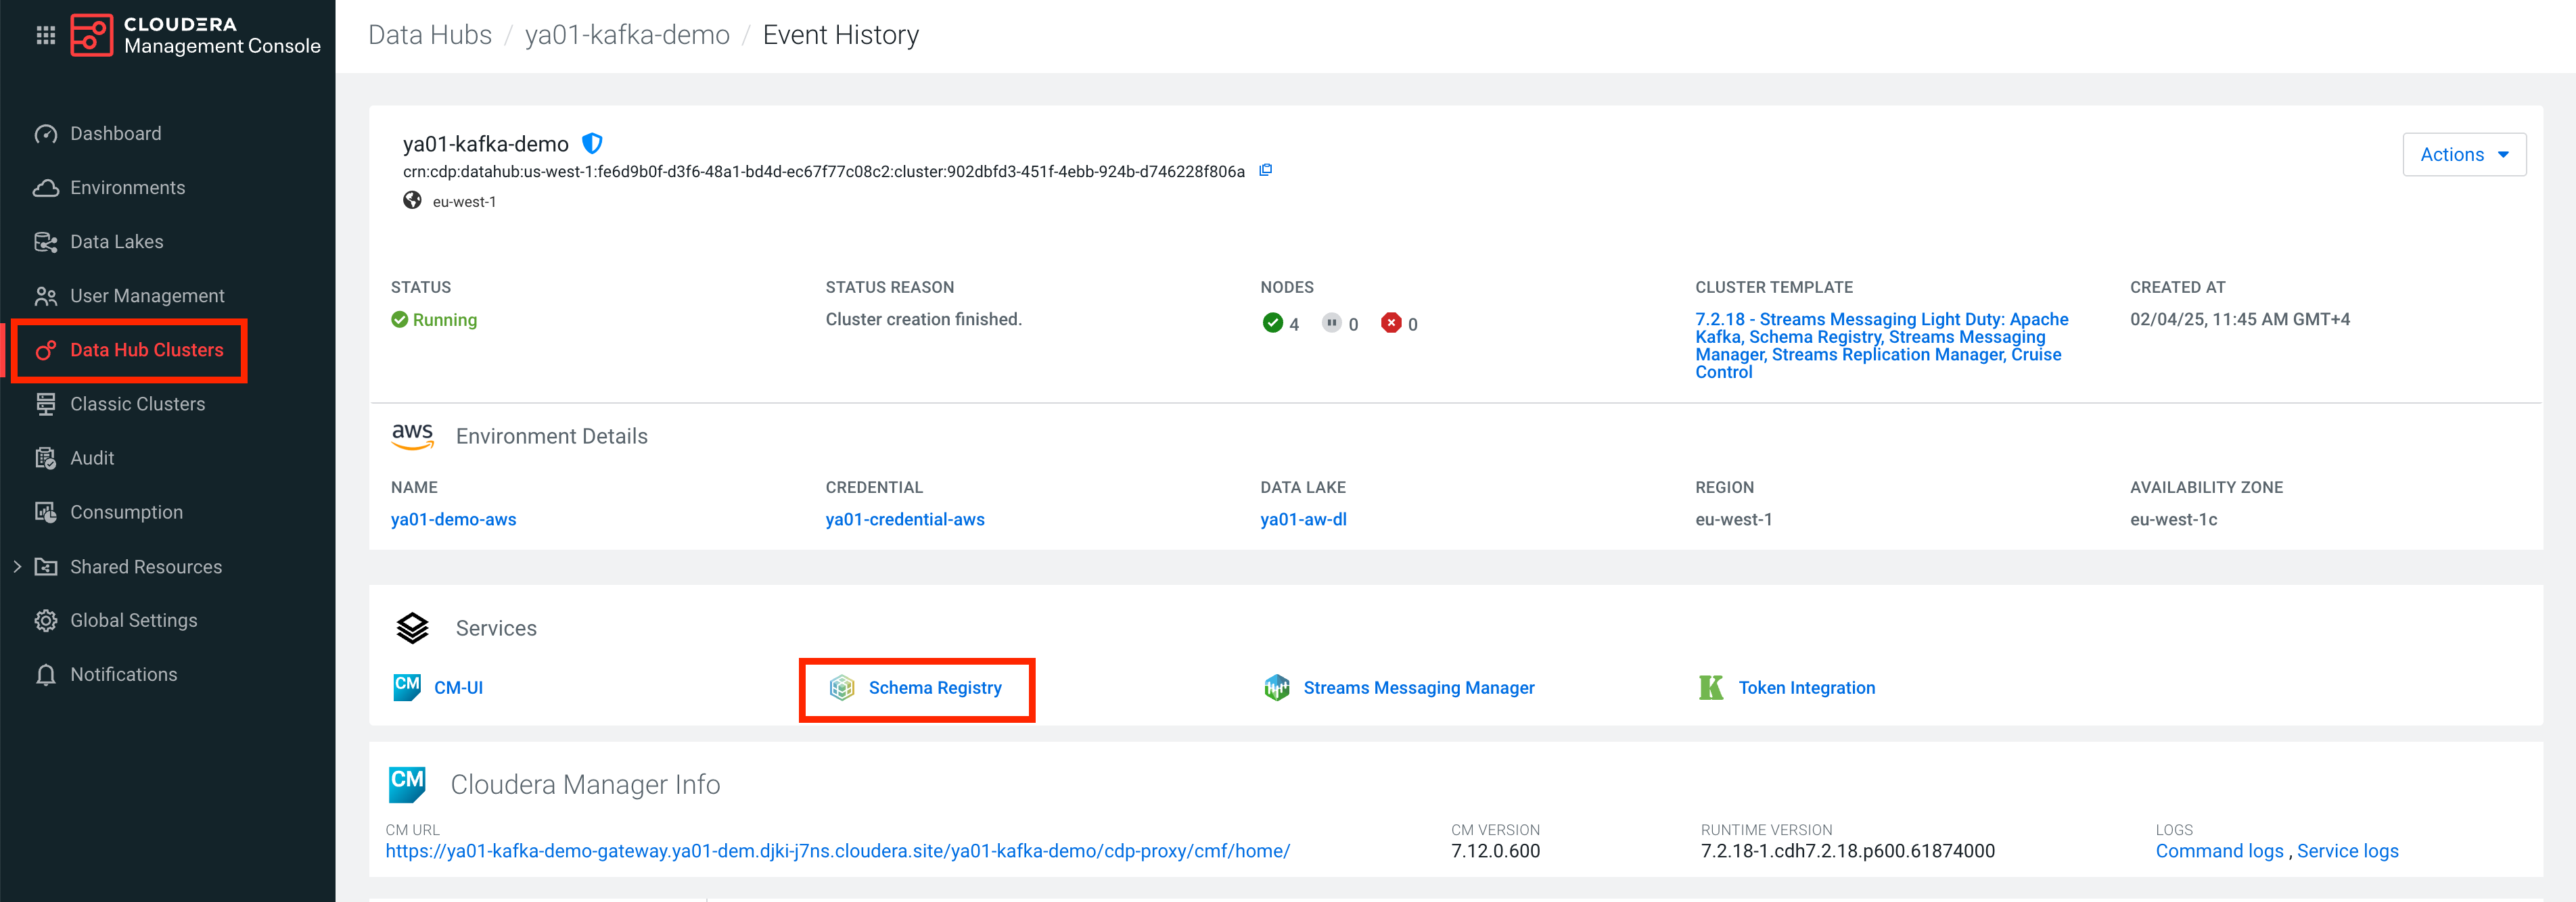 CLOUDERA
Management Console
Dashboard
Environments
Data Lakes
User Management
Data Hub Clusters
Classic Clusters
Audit
Consumption
Shared Resources
Global Settings
Notifications
Data Hubs / ya01-kafka-demo / Event History
ya01-kafka-demo
Actions
crn:cdp:datahub:us-west-1:fe6d9b0f-d3f6-48a1-bd4d-ec67f77c08c2:cluster:902dbfd3-451f-4ebb-924b-d746228f806a
eu-west-1
STATUS
Running
STATUS REASON
Cluster creation finished.
NODES
4 0 0
CLUSTER TEMPLATE
7.2.18 - Streams Messaging Light Duty: Apache
Kafka, Schema Registry, Streams Messaging
Manager, Streams Replication Manager, Cruise
Control
CREATED AT
02/04/25, 11:45 AM GMT+4
aws Environment Details
NAME
ya01-demo-aws
CREDENTIAL
ya01-credential-aws
DATA LAKE
ya01-aw-dl
REGION
eu-west-1
AVAILABILITY ZONE
eu-west-1c
Services
CM CM-UI
Schema Registry
Streams Messaging Manager
K Token Integration
CM Cloudera Manager Info
CM URL
https://ya01-kafka-demo-gateway.ya01-dem.djki-j7ns.cloudera.site/ya01-kafka-demo/cdp-proxy/cmf/home/
CM VERSION
7.12.0.600
RUNTIME VERSION
7.2.18-1.cdh7.2.18.p600.61874000
LOGS
Command logs , Service logs